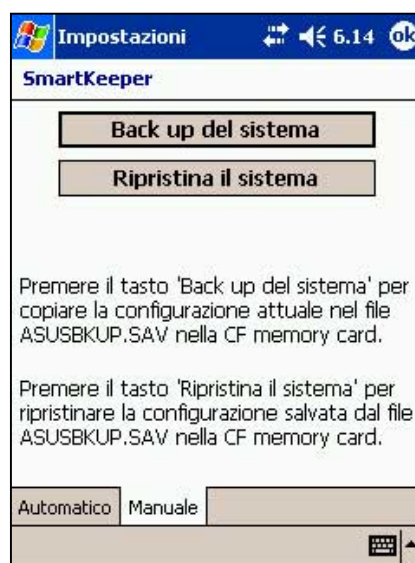 Impostazioni 6.14 ok
SmartKeeper
Back up del sistema
Ripristina il sistema
Premere il tasto 'Back up del sistema' per
copiare la configurazione attuale nel file
ASUSBKUP.SAV nella CF memory card.
Premere il tasto 'Ripristina il sistema' per
ripristinare la configurazione salvata dal file
ASUSBKUP.SAV nella CF memory card.
Automatico Manuale